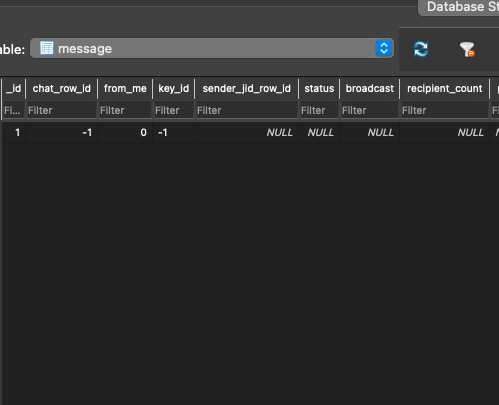 Database St
able: message
_id chat_row_id from_me key_id sender_jid_row_id status broadcast recipient_count
Fi... Filter Filter Filter Filter Filter Filter Filter
1 -1 0 -1 NULL NULL NULL NULL